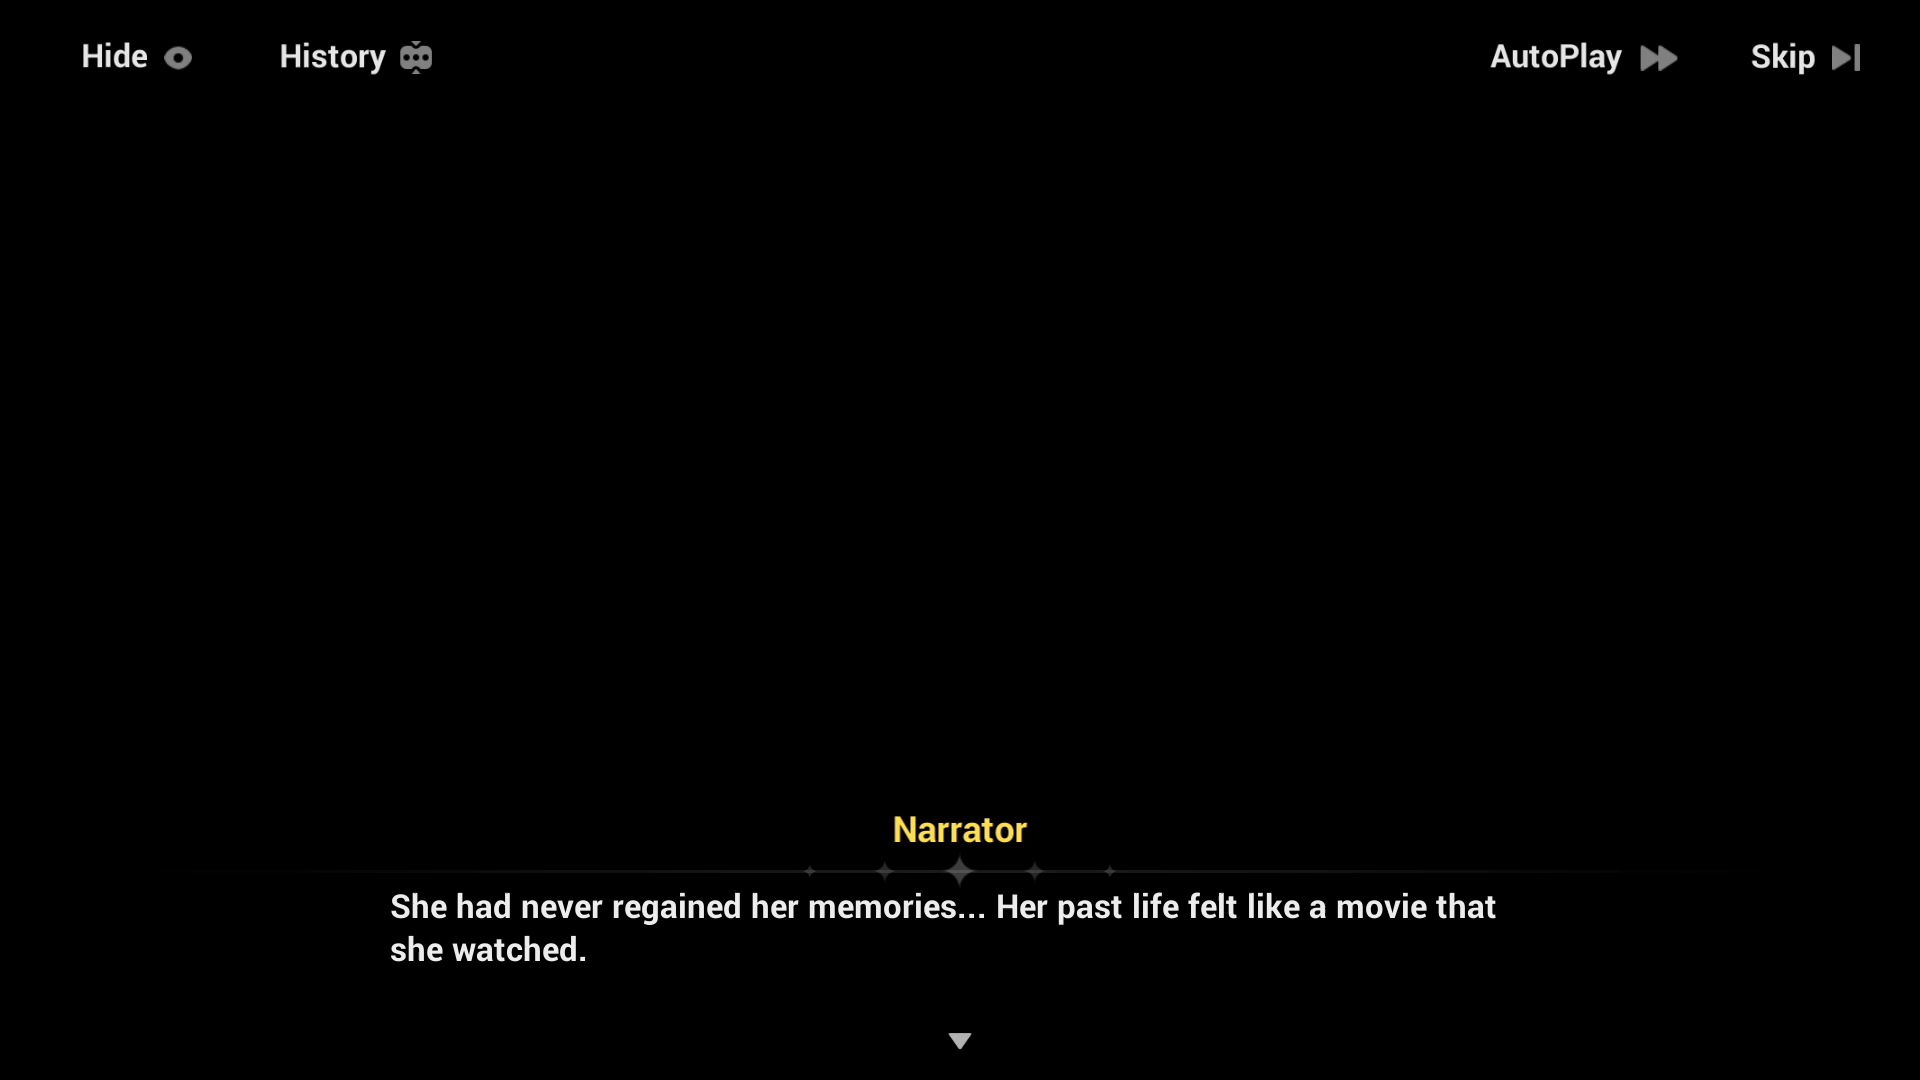 Hide
History
AutoPlay
Skip
Narrator
She had never regained her memories... Her past life felt like a movie that
she watched.